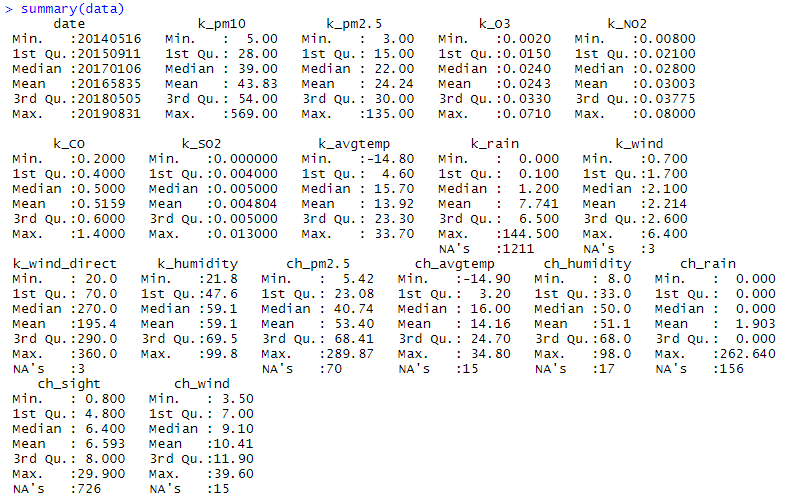 > summary(data)
      date              k_pm10          k_pm2.5            k_O3             k_NO2
 Min.   :20140516   Min.   :  5.00   Min.   :  3.00   Min.   :0.0020   Min.   :0.00800
 1st Qu.:20150911   1st Qu.: 28.00   1st Qu.: 15.00   1st Qu.:0.0150   1st Qu.:0.02100
 Median :20170106   Median : 39.00   Median : 22.00   Median :0.0240   Median :0.02800
 Mean   :20165835   Mean   : 43.83   Mean   : 24.24   Mean   :0.0243   Mean   :0.03003
 3rd Qu.:20180505   3rd Qu.: 54.00   3rd Qu.: 30.00   3rd Qu.:0.0330   3rd Qu.:0.03775
 Max.   :20190831   Max.   :569.00   Max.   :135.00   Max.   :0.0710   Max.   :0.08000
      k_CO            k_SO2            k_avgtemp          k_rain            k_wind
 Min.   :0.2000   Min.   :0.000000   Min.   :-14.80   Min.   :  0.000   Min.   :0.700
 1st Qu.:0.4000   1st Qu.:0.004000   1st Qu.:  4.60   1st Qu.:  0.100   1st Qu.:1.700
 Median :0.5000   Median :0.005000   Median : 15.70   Median :  1.200   Median :2.100
 Mean   :0.5159   Mean   :0.004804   Mean   : 13.92   Mean   :  7.741   Mean   :2.214
 3rd Qu.:0.6000   3rd Qu.:0.005000   3rd Qu.: 23.30   3rd Qu.:  6.500   3rd Qu.:2.600
 Max.   :1.4000   Max.   :0.013000   Max.   : 33.70   Max.   :144.500   Max.   :6.400
 NA's   :1211   NA's   :3
 k_wind_direct    k_humidity      ch_pm2.5        ch_avgtemp      ch_humidity      ch_rain
 Min.   : 20.0   Min.   :21.8   Min.   :  5.42   Min.   :-14.90   Min.   : 8.0   Min.   :  0.000
 1st Qu.: 70.0   1st Qu.:47.6   1st Qu.: 23.08   1st Qu.:  3.20   1st Qu.:33.0   1st Qu.:  0.000
 Median :270.0   Median :59.1   Median : 40.74   Median : 16.00   Median :50.0   Median :  0.000
 Mean   :195.4   Mean   :59.1   Mean   : 53.40   Mean   : 14.16   Mean   :51.1   Mean   :  1.903
 3rd Qu.:290.0   3rd Qu.:69.5   3rd Qu.: 68.41   3rd Qu.: 24.70   3rd Qu.:68.0   3rd Qu.:  0.000
 Max.   :360.0   Max.   :99.8   Max.   :289.87   Max.   : 34.80   Max.   :98.0   Max.   :262.640
 NA's   :3   NA's   :70   NA's   :15   NA's   :17   NA's   :156
    ch_sight         ch_wind
 Min.   : 0.800   Min.   : 3.50
 1st Qu.: 4.800   1st Qu.: 7.00
 Median : 6.400   Median : 9.10
 Mean   : 6.593   Mean   :10.41
 3rd Qu.: 8.000   3rd Qu.:11.90
 Max.   :29.900   Max.   :39.60
 NA's   :726   NA's   :15